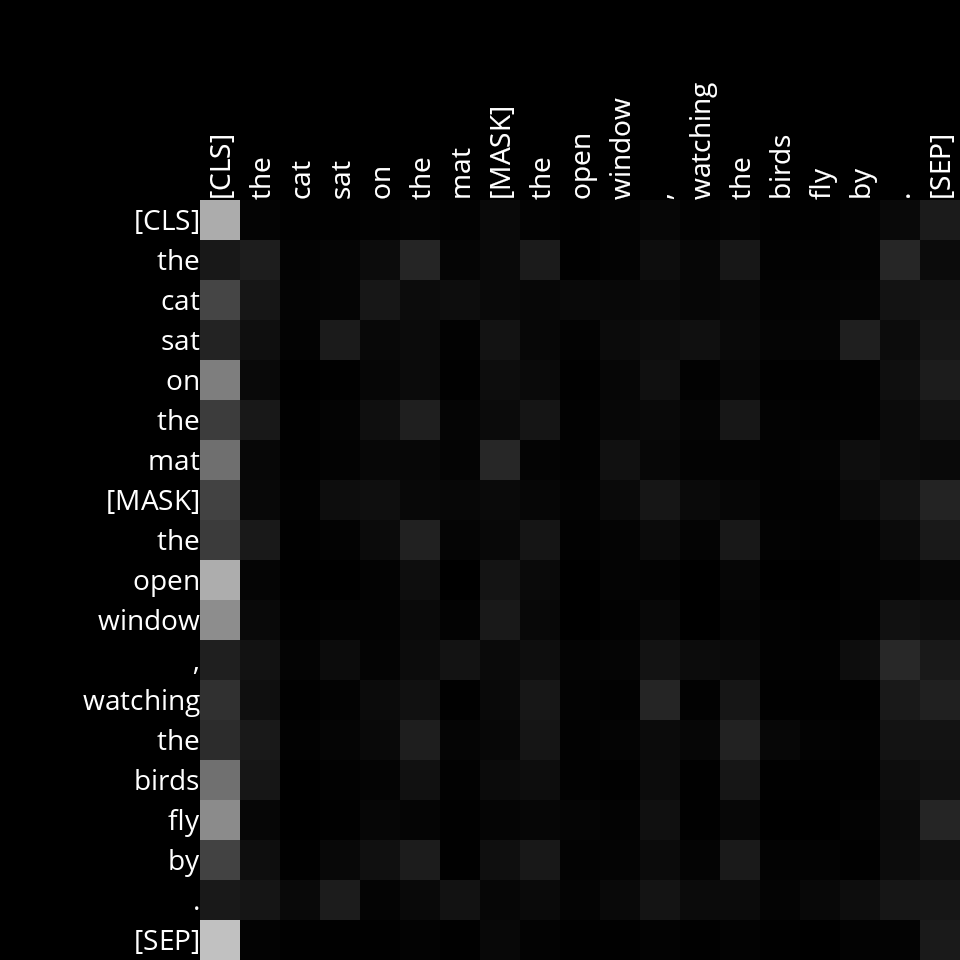 [CLS] the cat sat on the mat [MASK] the open window , watching the birds fly by . [SEP]
[CLS]
the
cat
sat
on
the
mat
[MASK]
the
open
window
,
watching
the
birds
fly
by
.
[SEP]